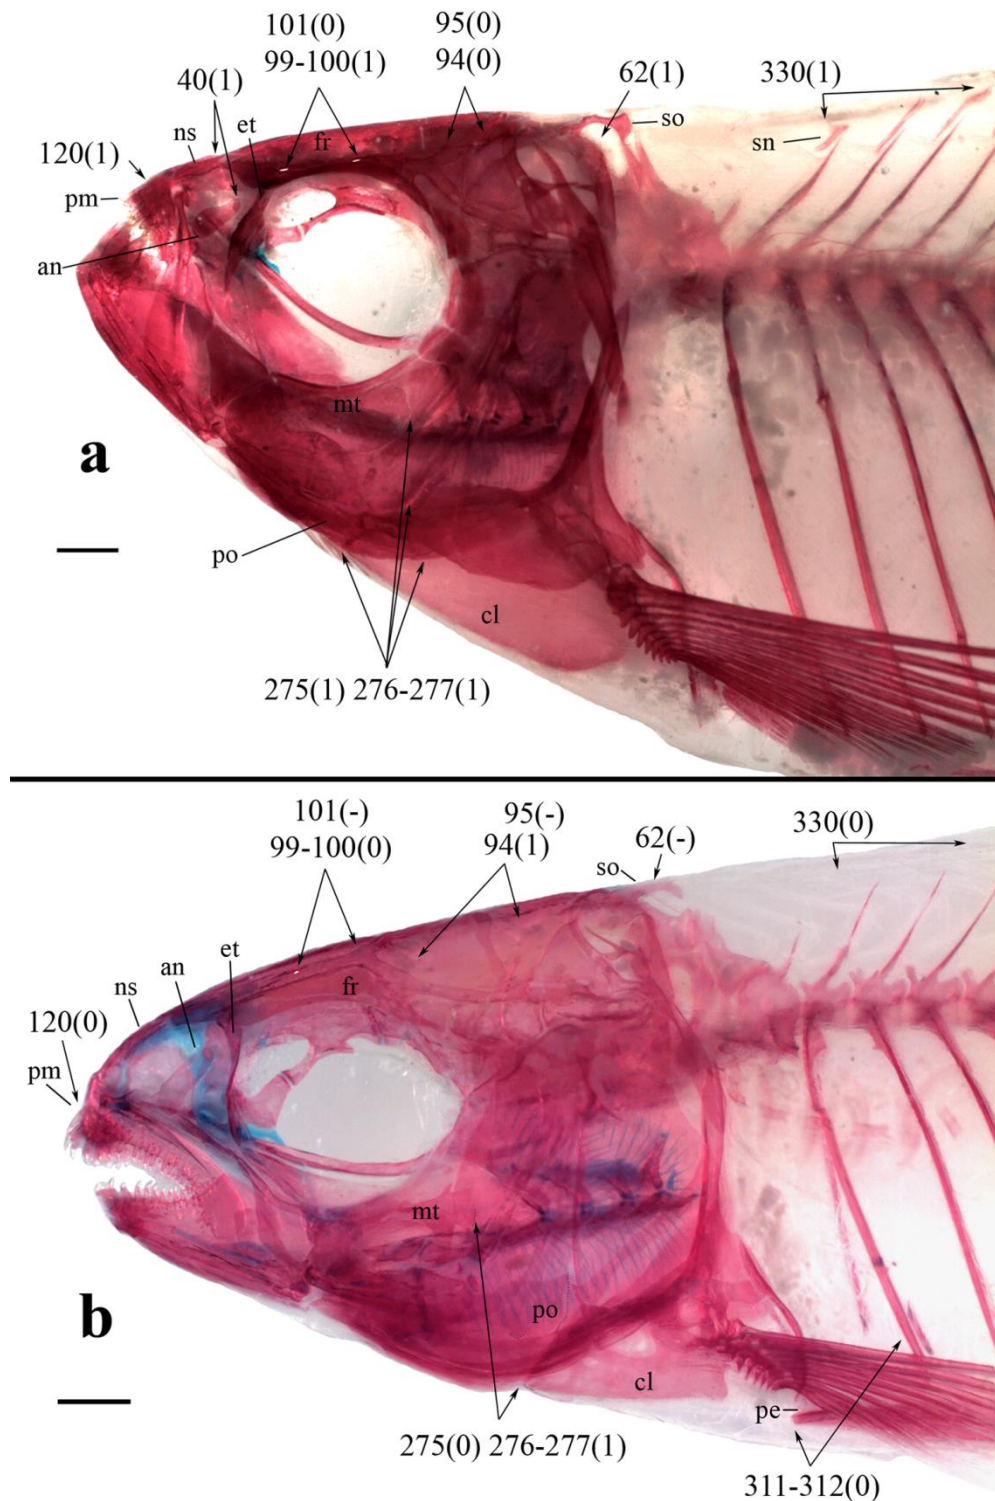 101(0)
95(0)
99-100(1)
94(0)
40(1)
62(1)
330(1)
ns
et
fr
so
sn
120(1)
pm
an
mt
a
po
cl
275(1) 276-277(1)
101(-)
95(-)
99-100(0)
94(1)
62(-)
330(0)
so
et
an
ns
fr
120(0)
pm
mt
po
b
cl
pe
275(0) 276-277(1)
311-312(0)